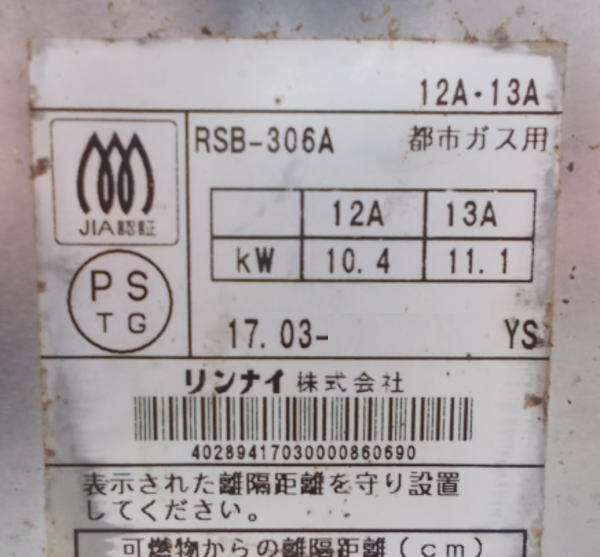 12A・13A
RSB-306A 都市ガス用
JIA認証
12A 13A
kW 10.4 11.1
PS
TG
17.03- YS
リンナイ株式会社
40289417030000860690
表示された離隔距離を守り設置
してください。
可燃物からの離隔距離(cm)